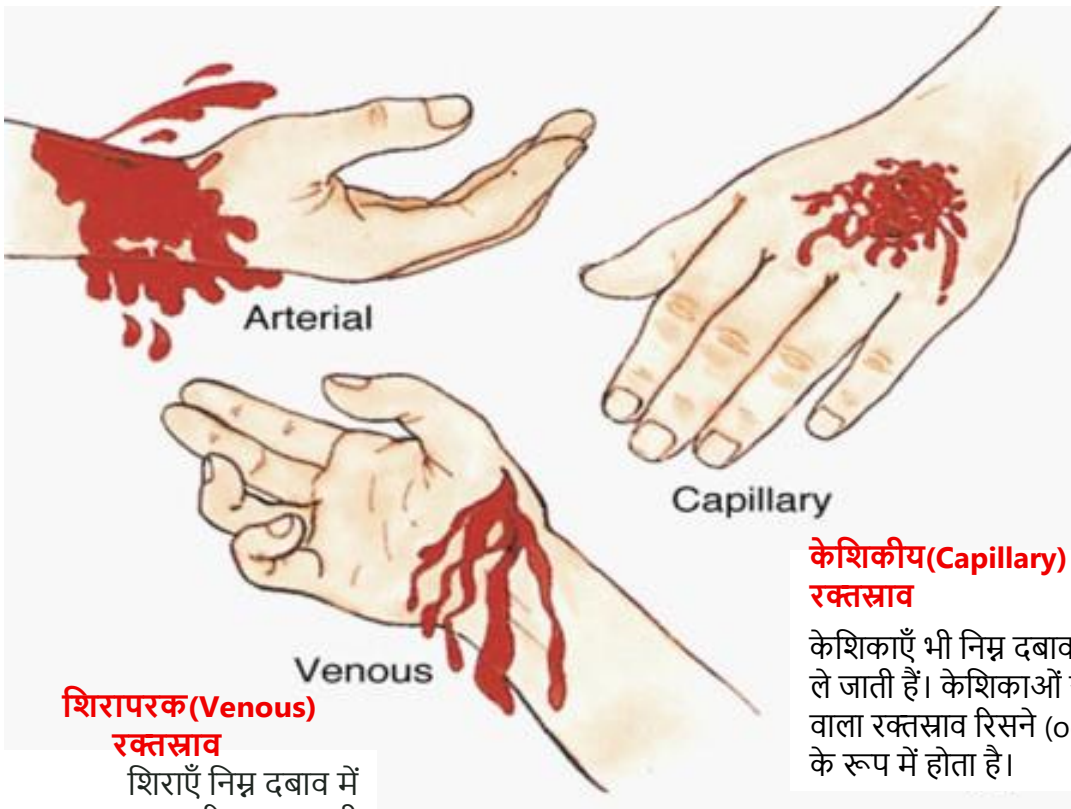 Arterial
Capillary
Venous
केशिकीय(Capillary)
रक्तस्राव
केशिकाएँ भी निम्न दबाव
ले जाती हैं। केशिकाओं
वाला रक्तस्राव रिसने
के रूप में होता है।
शिरापरक(Venous)
रक्तस्राव
शिराएँ निम्न दबाव में